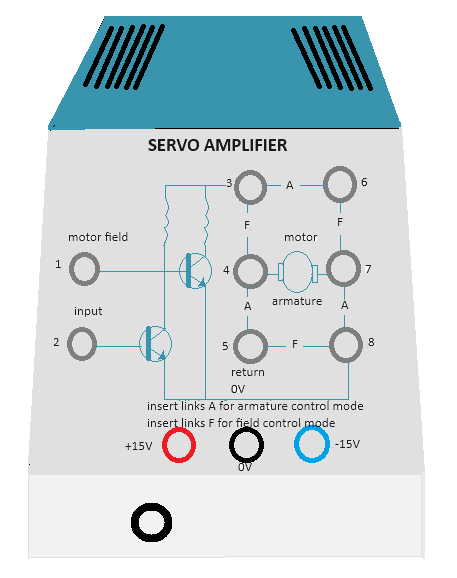 SERVO AMPLIFIER
3 A 6
F F
motor field motor
1 4 7
armature
input A A
2 5 F 8
return
0V
insert links A for armature control mode
insert links F for field control mode
+15V -15V
0V